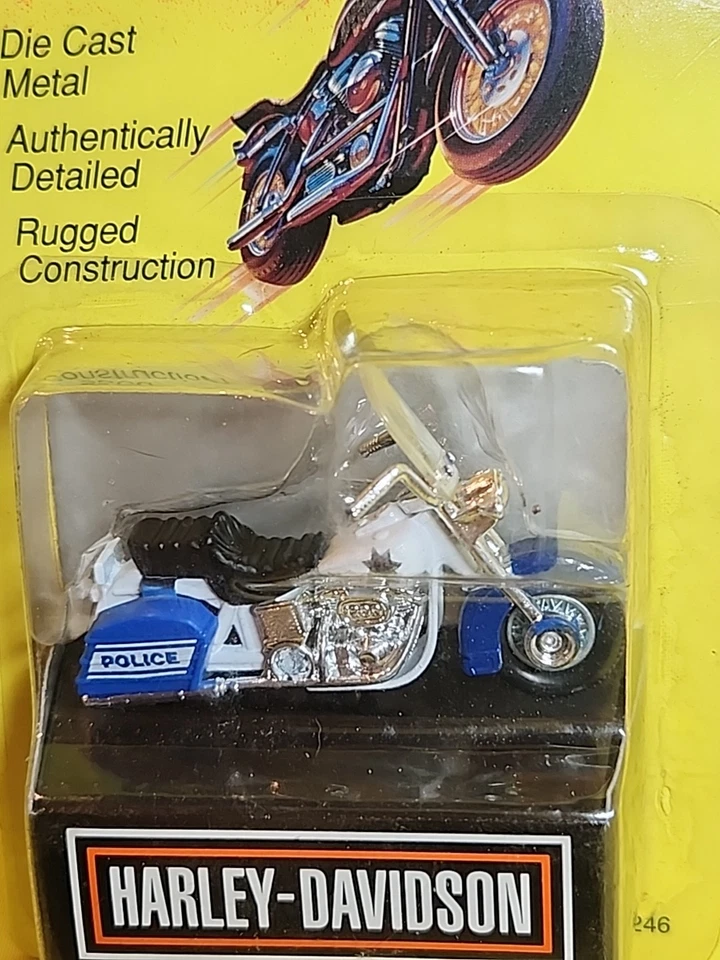 Die Cast
Metal
Authentically
Detailed
Rugged
Construction
POLICE
HARLEY-DAVIDSON
246